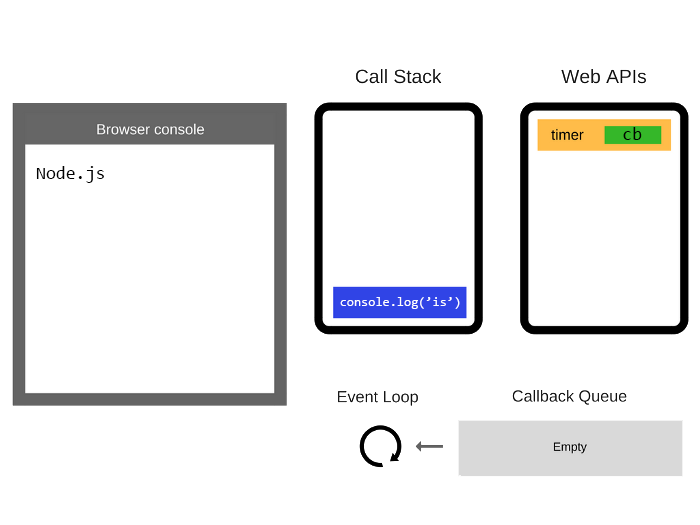 Call Stack
Web APIs
Browser console
Node.js
timer
cb
console.log(’is’)
Event Loop
Callback Queue
Empty